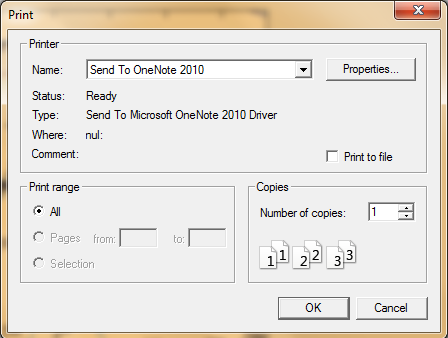 Print
Printer
Name: Send To OneNote 2010 Properties...
Status: Ready
Type: Send To Microsoft OneNote 2010 Driver
Where: nul:
Comment: Print to file
Print range
All
Pages from: to:
Selection
Copies
Number of copies: 1
1 1 2 2 3 3
OK Cancel